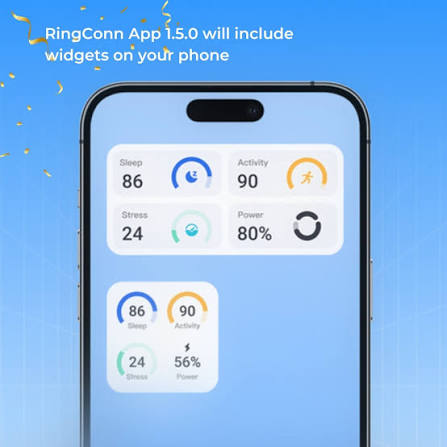 RingConn App 1.5.0 will include
widgets on your phone
Sleep
86
Activity
90
Stress
24
Power
80%
86
Sleep
90
Activity
24
Stress
56%
Power